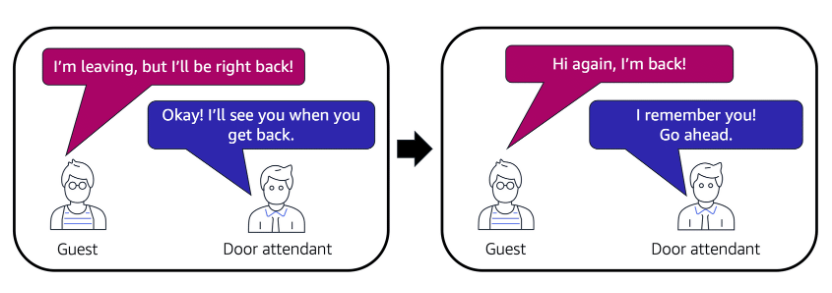 I'm leaving, but I'll be right back!
Okay! I'll see you when you
get back.
Guest
Door attendant
Hi again, I'm back!
I remember you!
Go ahead.
Guest
Door attendant